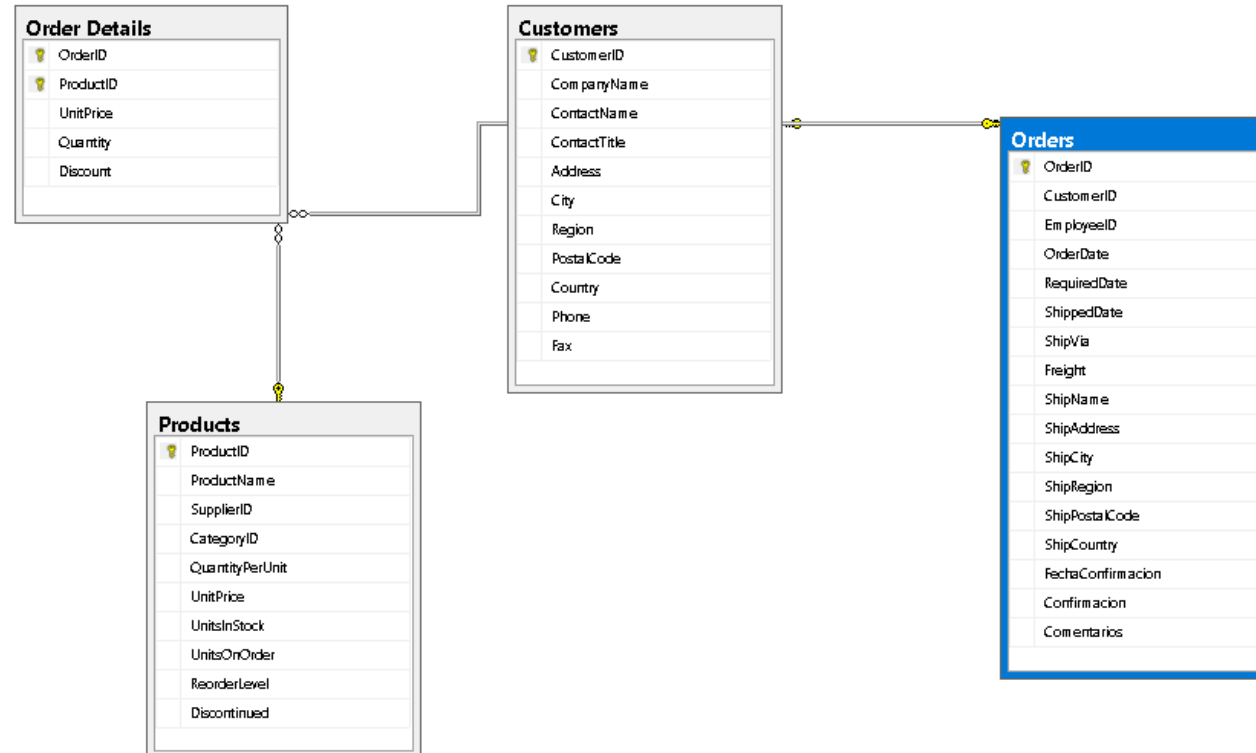 Order Details
OrderID
ProductID
UnitPrice
Quantity
Discount
Customers
CustomerID
CompanyName
ContactName
ContactTitle
Address
City
Region
PostalCode
Country
Phone
Fax
Orders
OrderID
CustomerID
EmployeeID
OrderDate
RequiredDate
ShippedDate
ShipVia
Freight
ShipName
ShipAddress
ShipCity
ShipRegion
ShipPostalCode
ShipCountry
FechaConfirmacion
Confirmacion
Comentarios
Products
ProductID
ProductName
SupplierID
CategoryID
QuantityPerUnit
UnitPrice
UnitsInStock
UnitsOnOrder
ReorderLevel
Discontinued